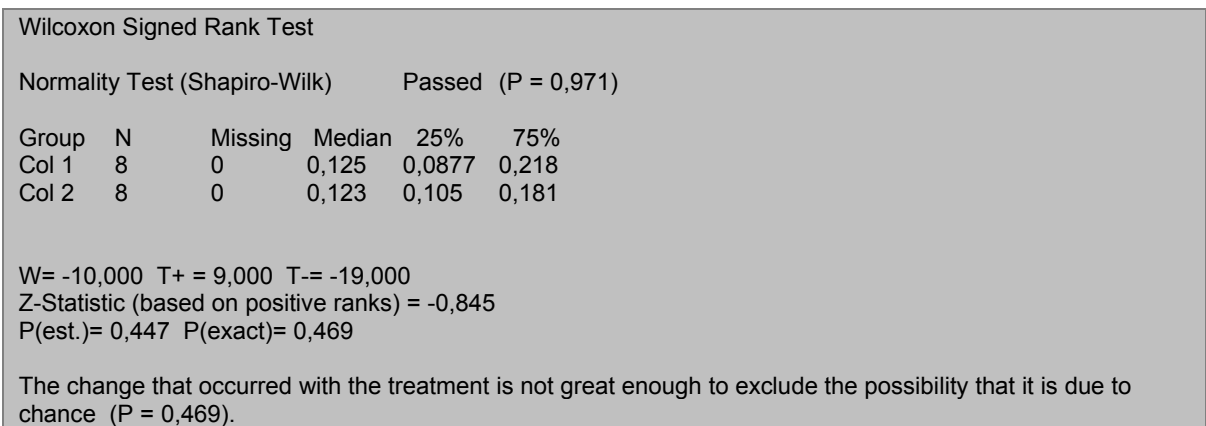 Wilcoxon Signed Rank Test
Normality Test (Shapiro-Wilk) Passed (P = 0,971)
Group N Missing Median 25% 75%
Col 1 8 0 0,125 0,0877 0,218
Col 2 8 0 0,123 0,105 0,181
W= -10,000 T+ = 9,000 T-= -19,000
Z-Statistic (based on positive ranks) = -0,845
P(est.)= 0,447 P(exact)= 0,469
The change that occurred with the treatment is not great enough to exclude the possibility that it is due to
chance (P = 0,469).